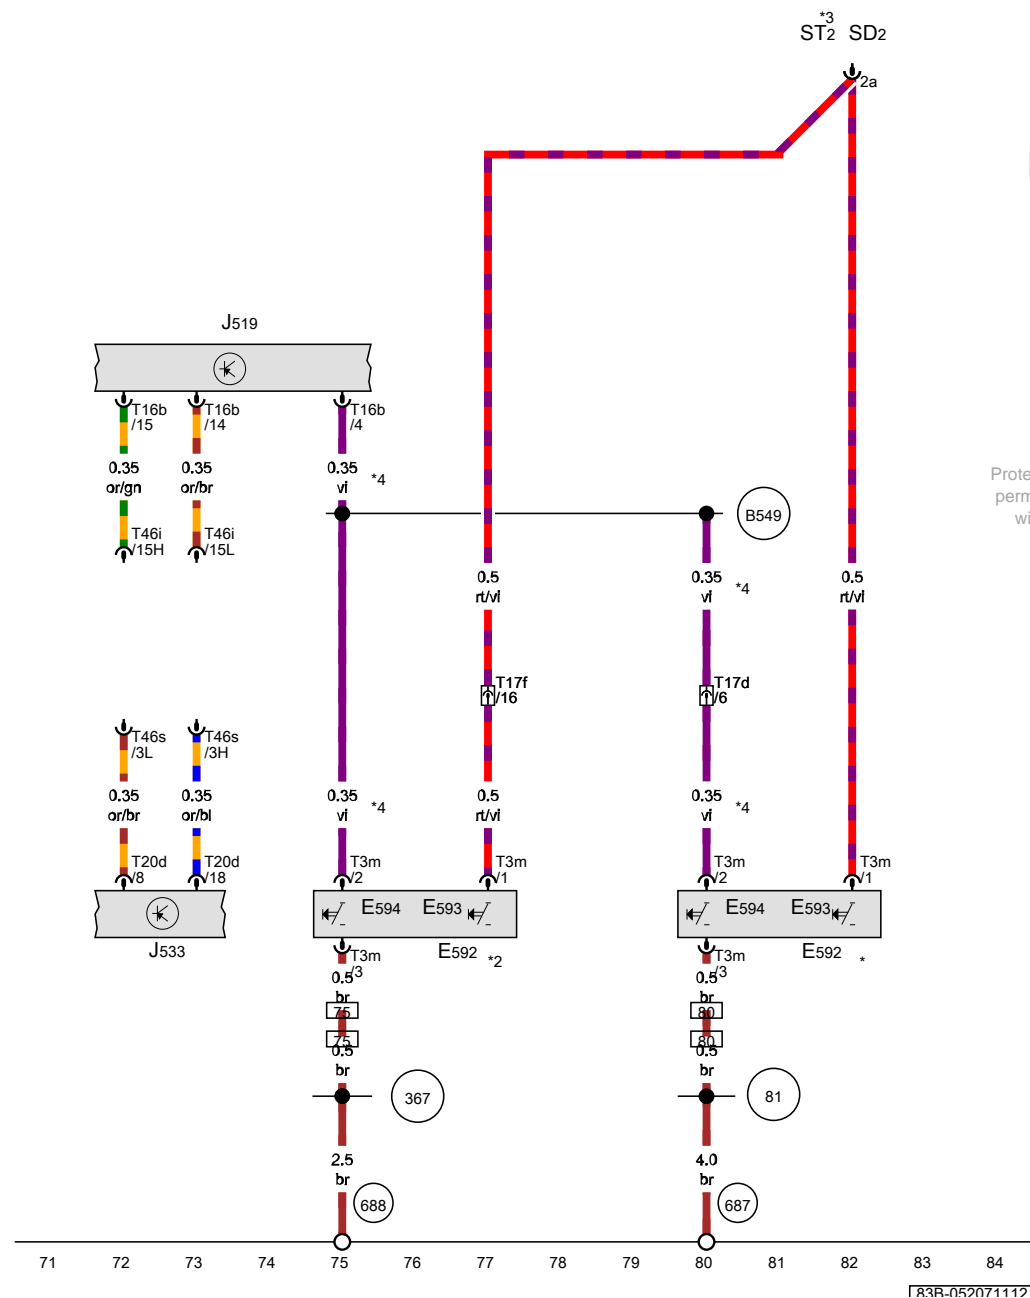 *3
ST2 SD2
2a
J519
T16b
/15
T16b
/14
T16b
/4
0.35
or/gn
0.35
or/br
0.35
vi
*4
B549
T46i
/15H
T46i
/15L
Prote
perm
wi
0.5
rt/vi
0.35
vi
*4
0.5
rt/vi
T17f
/16
T17d
/6
T46s
/3L
T46s
/3H
0.35
or/br
0.35
or/bl
0.35
vi
*4
0.5
rt/vi
0.35
vi
*4
T20d
/8
T20d
/18
T3m
/2
T3m
/1
T3m
/2
T3m
/1
E594 E593
E594 E593
J533
E592 *2
E592 *
T3m
/3
T3m
/3
0.5
br
0.5
br
75
80
75
80
0.5
br
0.5
br
367
81
2.5
br
4.0
br
688
687
71 72 73 74 75 76 77 78 79 80 81 82 83 84
83B-052071112